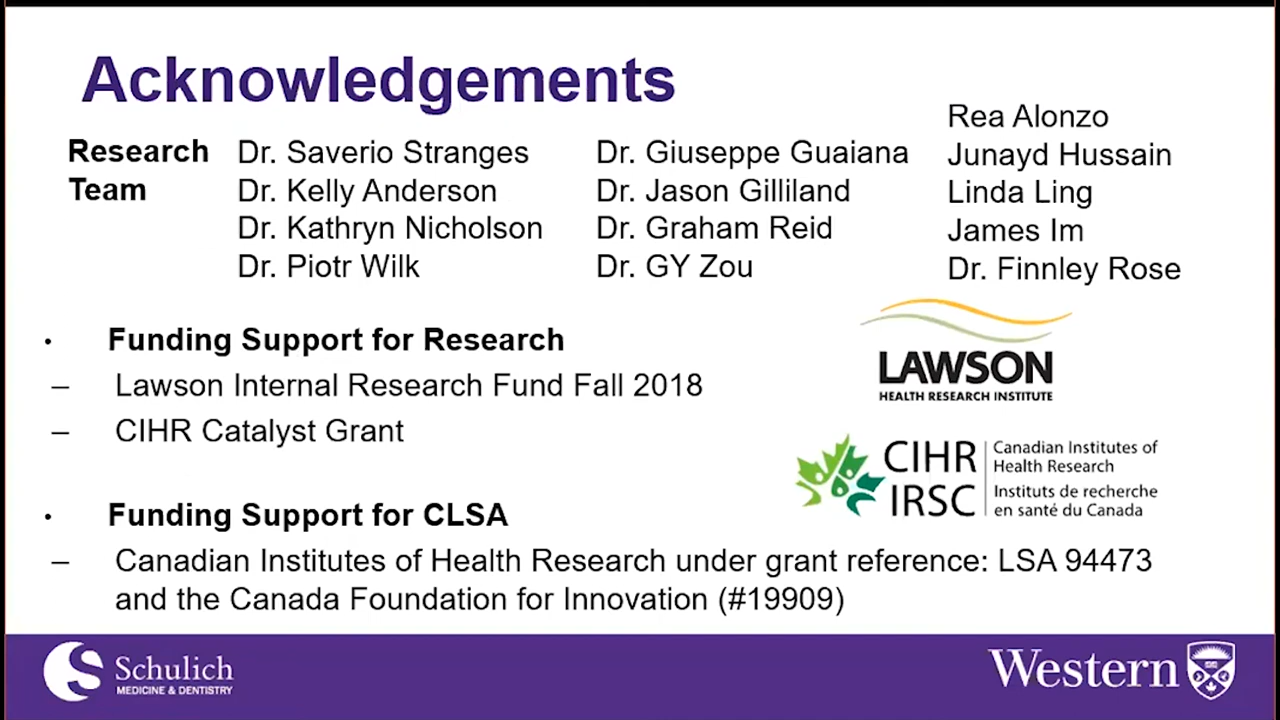 Acknowledgements
Research
Team
Dr. Saverio Stranges
Dr. Kelly Anderson
Dr. Kathryn Nicholson
Dr. Piotr Wilk
Dr. Giuseppe Guaiana
Dr. Jason Gilliland
Dr. Graham Reid
Dr. GY Zou
Rea Alonzo
Junayd Hussain
Linda Ling
James Im
Dr. Finnley Rose
• Funding Support for Research
– Lawson Internal Research Fund Fall 2018
– CIHR Catalyst Grant
LAWSON
HEALTH RESEARCH INSTITUTE
CIHR
IRSC
Canadian Institutes of
Health Research
Instituts de recherche
en santé du Canada
• Funding Support for CLSA
– Canadian Institutes of Health Research under grant reference: LSA 94473
and the Canada Foundation for Innovation (#19909)
Schulich
MEDICINE & DENTISTRY
Western